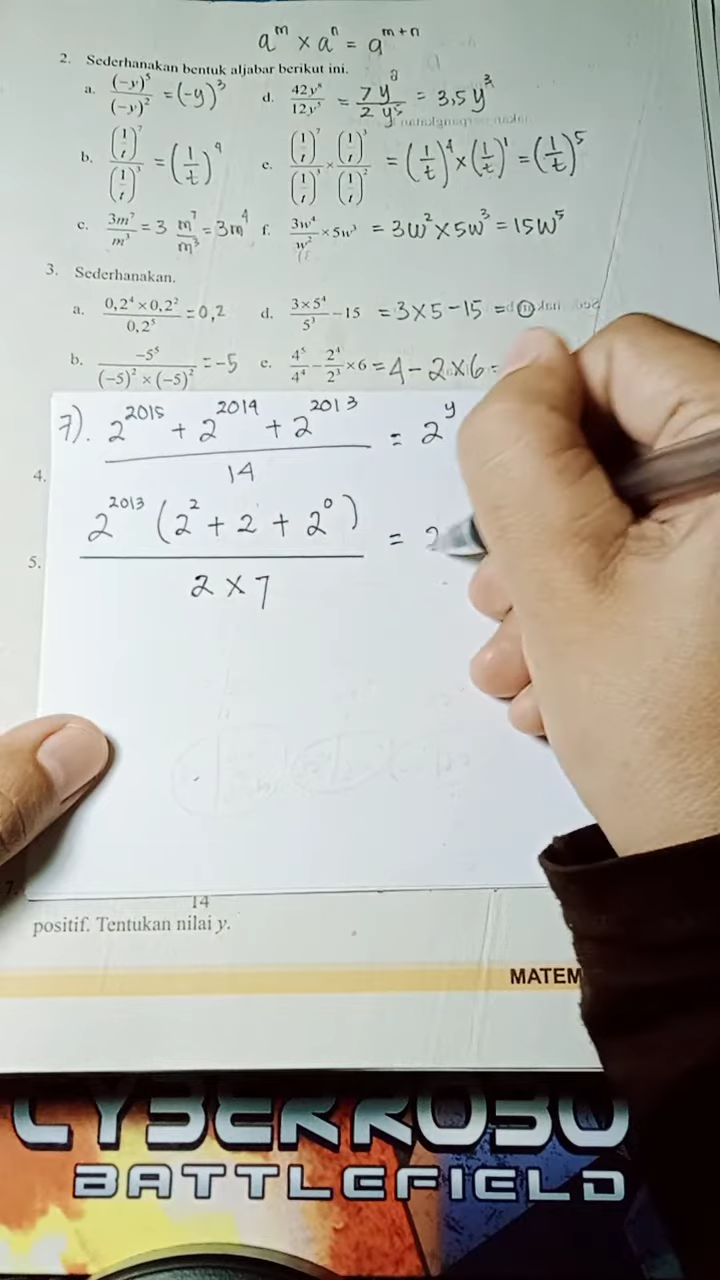 a^m × a^n = a^(m+n)
2. Sederhanakan bentuk aljabar berikut ini.
a. (-y)^5/(-y)^2 = (-y)^3 d. 42y^8/12y^5 = 7y^8/2y^5 = 3,5 y^3
b. (1/t)^7/(1/t)^3 = (1/t)^4 e. (1/t)^7/(1/t)^3 × (1/t)^3/(1/t)^2 = (1/t)^4 × (1/t)^1 = (1/t)^5
c. 3m^7/m^3 = 3 m^7/m^3 = 3m^4 f. 3w^4/w^2 × 5w^3 = 3w^2 × 5w^3 = 15w^5
3. Sederhanakan.
a. 0,2^4 × 0,2^2/0,2^5 = 0,2 d. 3×5^4/5^3 − 15 = 3×5−15 =
b. −5^5/(−5)^2 × (−5)^2 = −5 e. 4^5/4^4 − 2^4/2^3 × 6 = 4 − 2×6 =
7). 2^2015 + 2^2014 + 2^2013/14 = 2^y
4.
2^2013 (2^2 + 2 + 2^0)/2 × 7 = 2
5.
7.
14
positif. Tentukan nilai y.
MATEM
CYBERROBO
BATTLEFIELD